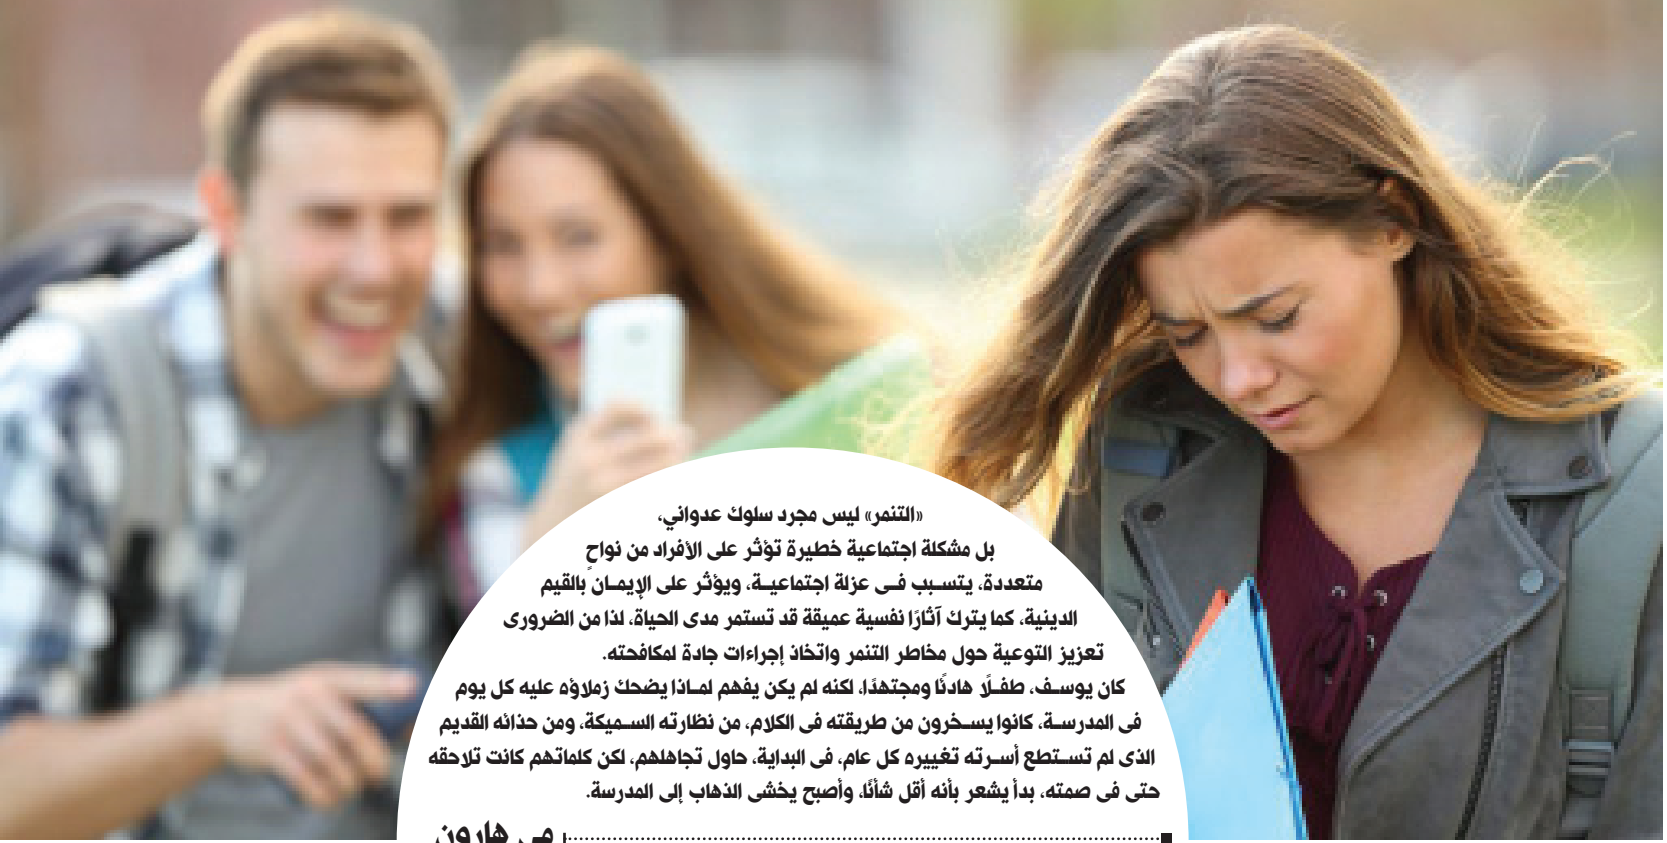 «التنمر» ليس مجرد سلوك عدواني،
بل مشكلة اجتماعية خطيرة تؤثر على الأفراد من نواحٍ
متعددة، يتسبب فى عزلة اجتماعية، ويؤثر على الإيمان بالقيم
الدينية، كما يترك آثارًا نفسية عميقة قد تستمر مدى الحياة، لذا من الضرورى
تعزيز التوعية حول مخاطر التنمر واتخاذ إجراءات جادة لمكافحته.
كان يوسف، طفلًا هادئًا ومجتهدًا، لكنه لم يكن يفهم لماذا يضحك زملاؤه عليه كل يوم
فى المدرسة، كانوا يسخرون من طريقته فى الكلام، من نظارته السميكة، ومن حذائه القديم
الذى لم تستطع أسرته تغييره كل عام، فى البداية، حاول تجاهلهم، لكن كلماتهم كانت تلاحقه
حتى فى صمته، بدأ يشعر بأنه أقل شأنًا، وأصبح يخشى الذهاب إلى المدرسة.
مى هارون